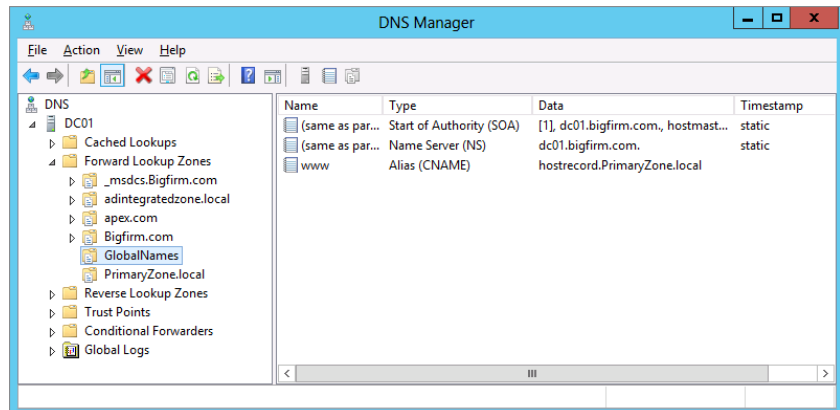 DNS Manager
File Action View Help
DNS
DC01
Cached Lookups
Forward Lookup Zones
_msdcs.Bigfirm.com
adintegratedzone.local
apex.com
Bigfirm.com
GlobalNames
PrimaryZone.local
Reverse Lookup Zones
Trust Points
Conditional Forwarders
Global Logs
Name Type Data Timestamp
(same as par... Start of Authority (SOA) [1], dc01.bigfirm.com., hostmast... static
(same as par... Name Server (NS) dc01.bigfirm.com. static
www Alias (CNAME) hostrecord.PrimaryZone.local